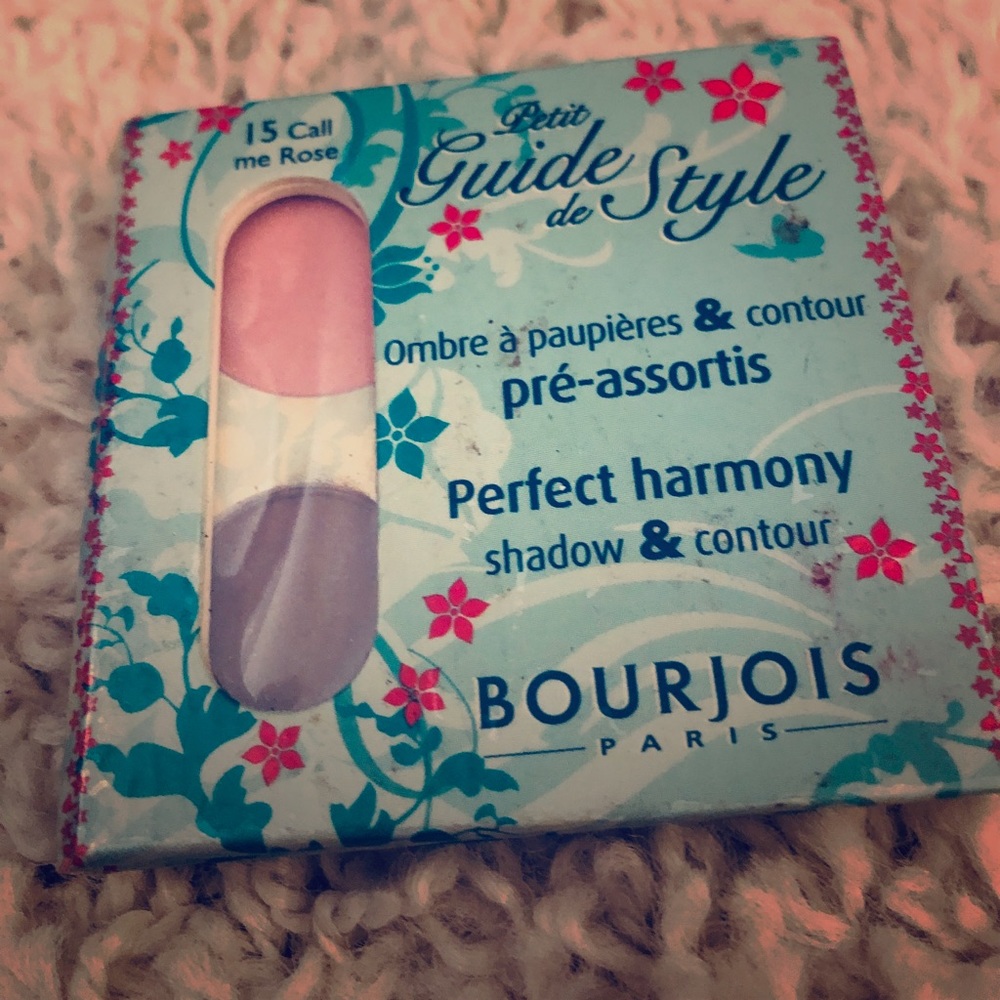 15 Call
me Rose
Petit
Guide
de Style
Ombre à paupières & contour
pré-assortis
Perfect harmony
shadow & contour
BOURJOIS
PARIS